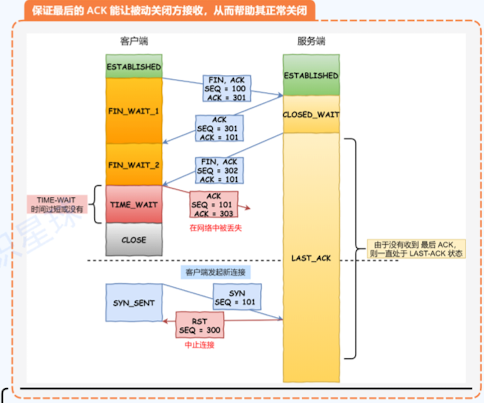 保证最后的 ACK 能让被动关闭方接收，从而帮助其正常关闭
客户端
服务端
ESTABLISHED
ESTABLISHED
FIN, ACK
SEQ = 100
ACK = 301
FIN_WAIT_1
CLOSED_WAIT
ACK
SEQ = 301
ACK = 101
FIN_WAIT_2
FIN, ACK
SEQ = 302
ACK = 101
TIME-WAIT
时间过短或没有
TIME_WAIT
ACK
SEQ = 101
ACK = 303
在网络中被丢失
CLOSE
LAST_ACK
由于没有收到 最后 ACK，
则一直处于 LAST-ACK 状态
客户端发起新连接
SYN_SENT
SYN
SEQ = 101
RST
SEQ = 300
中止连接